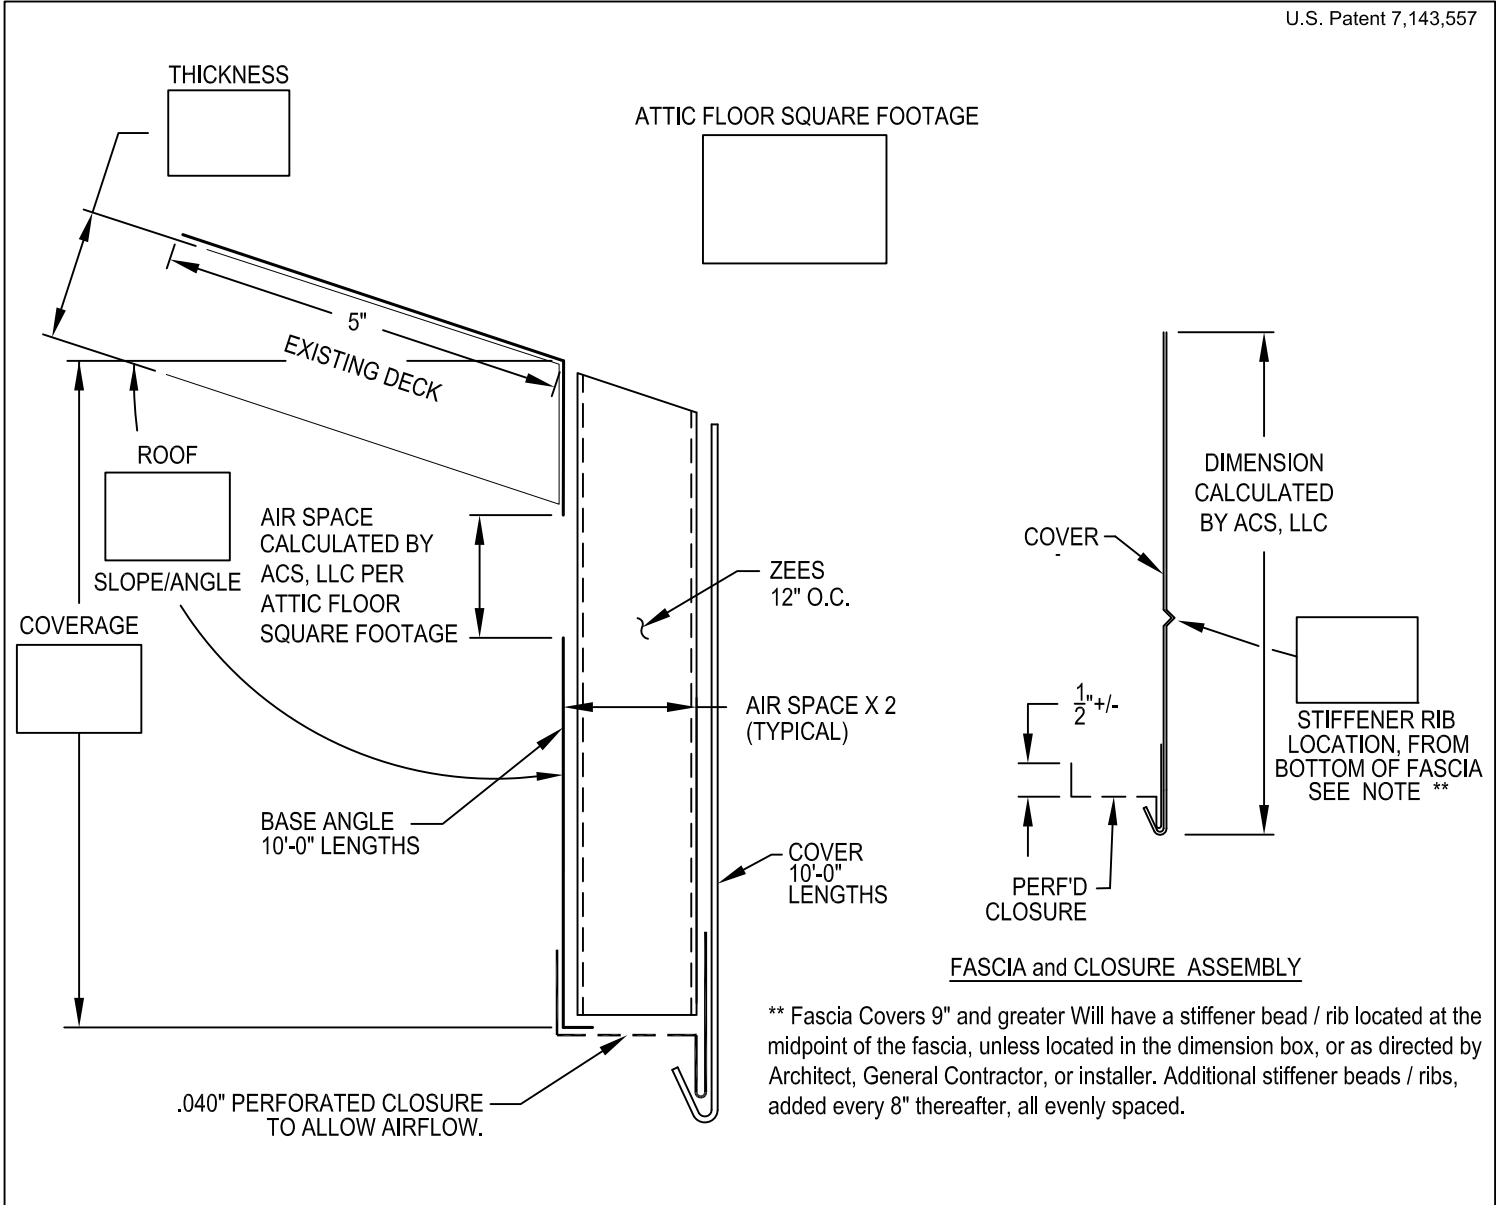 U.S. Patent 7,143,557
THICKNESS
ATTIC FLOOR SQUARE FOOTAGE
5"
EXISTING DECK
ROOF
SLOPE/ANGLE
COVERAGE
AIR SPACE
CALCULATED BY
ACS, LLC PER
ATTIC FLOOR
SQUARE FOOTAGE
ZEES
12" O.C.
AIR SPACE X 2
(TYPICAL)
BASE ANGLE
10'-0" LENGTHS
COVER
10'-0"
LENGTHS
.040" PERFORATED CLOSURE
TO ALLOW AIRFLOW.
DIMENSION
CALCULATED
BY ACS, LLC
COVER
-
1/2"+/-
STIFFENER RIB
LOCATION, FROM
BOTTOM OF FASCIA
SEE NOTE **
PERF'D
CLOSURE
FASCIA and CLOSURE ASSEMBLY
** Fascia Covers 9" and greater Will have a stiffener bead / rib located at the
midpoint of the fascia, unless located in the dimension box, or as directed by
Architect, General Contractor, or installer. Additional stiffener beads / ribs,
added every 8" thereafter, all evenly spaced.